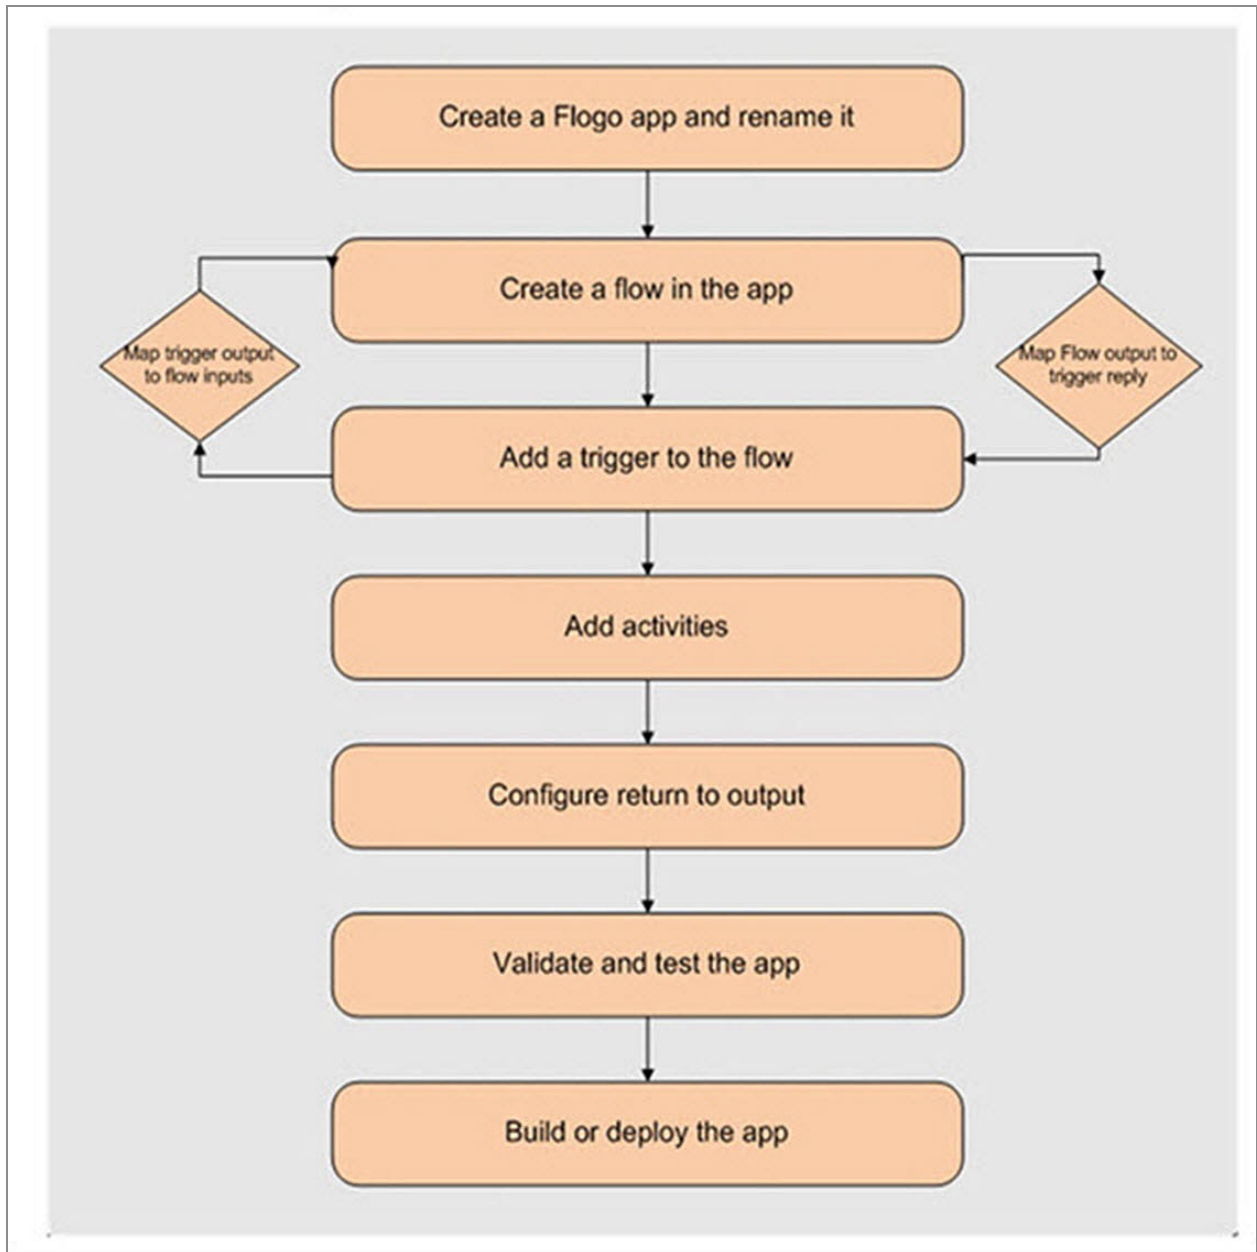 Create a Flogo app and rename it
Create a flow in the app
Map trigger output
to flow inputs
Map Flow output to
trigger reply
Add a trigger to the flow
Add activities
Configure return to output
Validate and test the app
Build or deploy the app